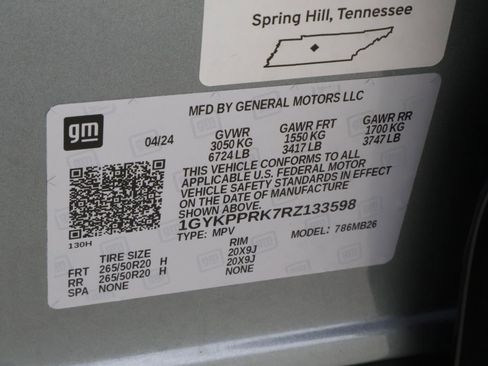 Spring Hill, Tennessee
gm
MFD BY GENERAL MOTORS LLC
04/24 GVWR GAWR FRT GAWR RR
3050 KG 1550 KG 1700 KG
6724 LB 3417 LB 3747 LB
THIS VEHICLE CONFORMS TO ALL
APPLICABLE U.S. FEDERAL MOTOR
VEHICLE SAFETY STANDARDS IN EFFECT
ON THE DATE OF MANUFACTURE
1GYKPPRK7RZ133598
TYPE: MPV MODEL: 786MB26
130H
TIRE SIZE RIM
FRT 265/50R20 H 20X9J
RR 265/50R20 H 20X9J
SPA NONE NONE